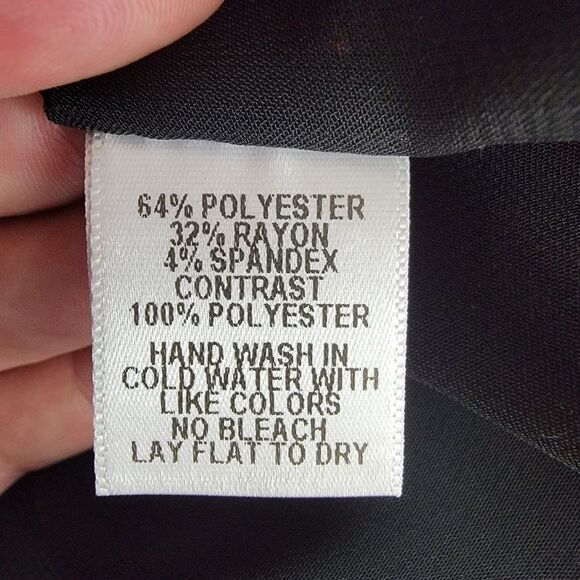 64% POLYESTER
32% RAYON
4% SPANDEX
CONTRAST
100% POLYESTER
HAND WASH IN
COLD WATER WITH
LIKE COLORS
NO BLEACH
LAY FLAT TO DRY